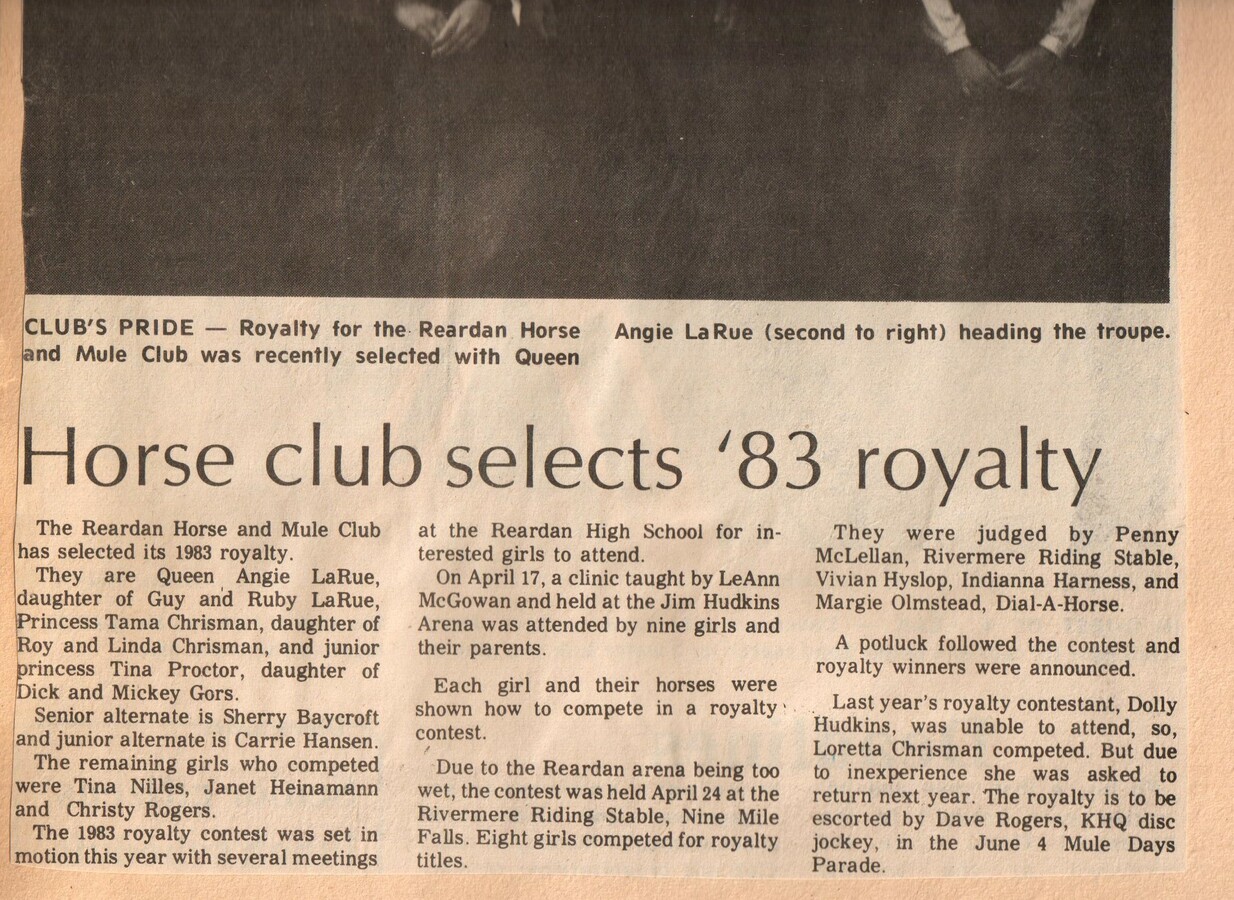 CLUB'S PRIDE — Royalty for the Reardan Horse
and Mule Club was recently selected with Queen
Angie LaRue (second to right) heading the troupe.
Horse club selects '83 royalty
The Reardan Horse and Mule Club
has selected its 1983 royalty.
They are Queen Angie LaRue,
daughter of Guy and Ruby LaRue,
Princess Tama Chrisman, daughter of
Roy and Linda Chrisman, and junior
princess Tina Proctor, daughter of
Dick and Mickey Gors.
Senior alternate is Sherry Baycroft
and junior alternate is Carrie Hansen.
The remaining girls who competed
were Tina Nilles, Janet Heinamann
and Christy Rogers.
The 1983 royalty contest was set in
motion this year with several meetings
at the Reardan High School for in-
terested girls to attend.
On April 17, a clinic taught by LeAnn
McGowan and held at the Jim Hudkins
Arena was attended by nine girls and
their parents.
Each girl and their horses were
shown how to compete in a royalty
contest.
Due to the Reardan arena being too
wet, the contest was held April 24 at the
Rivermere Riding Stable, Nine Mile
Falls. Eight girls competed for royalty
titles.
They were judged by Penny
McLellan, Rivermere Riding Stable,
Vivian Hyslop, Indianna Harness, and
Margie Olmstead, Dial-A-Horse.
A potluck followed the contest and
royalty winners were announced.
Last year's royalty contestant, Dolly
Hudkins, was unable to attend, so,
Loretta Chrisman competed. But due
to inexperience she was asked to
return next year. The royalty is to be
escorted by Dave Rogers, KHQ disc
jockey, in the June 4 Mule Days
Parade.